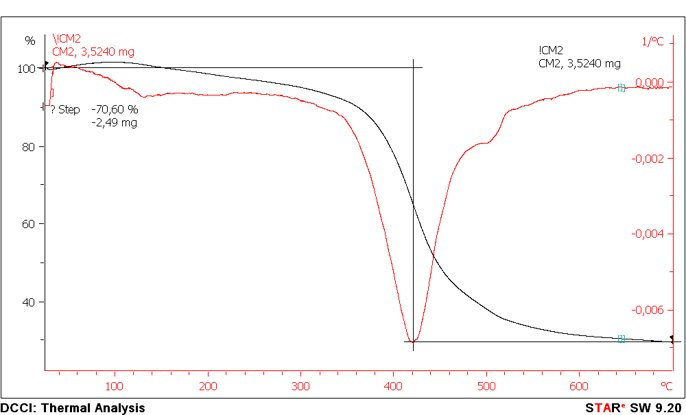 \!CM2
CM2, 3,5240 mg
%
!CM2
CM2, 3,5240 mg
1/°C
100
80
60
40
? Step -70,60 %
-2,49 mg
0,000
-0,002
-0,004
-0,006
100 200 300 400 500 600 °C
DCCI: Thermal Analysis
STARe SW 9.20